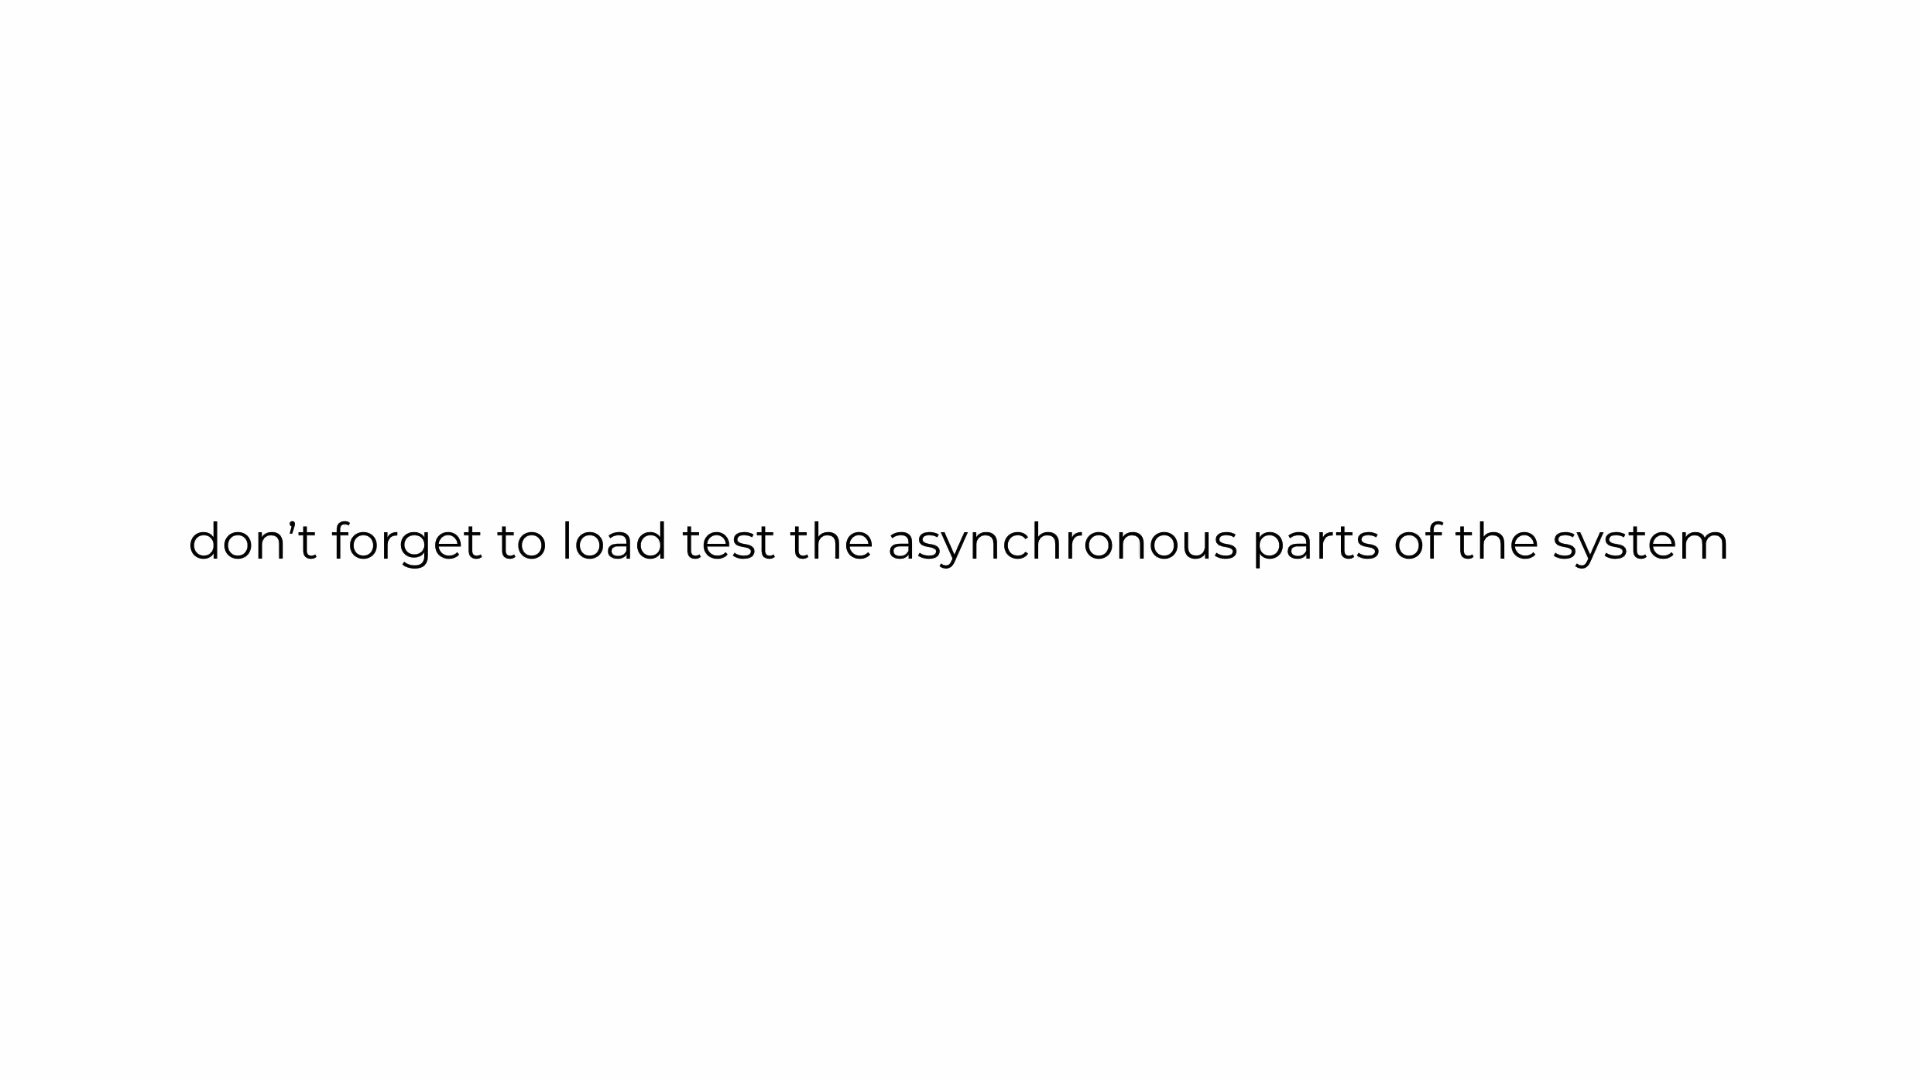 don’t forget to load test the asynchronous parts of the system